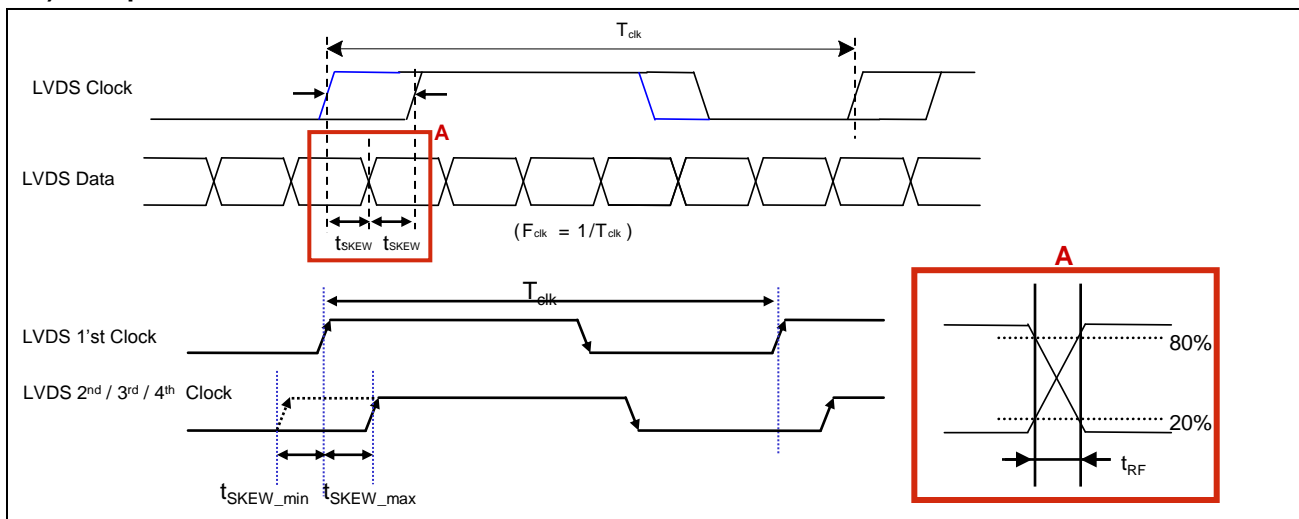 Tclk
LVDS Clock
A
LVDS Data
tSKEW tSKEW
(Fclk = 1/Tclk)
A
Tclk
LVDS 1'st Clock
80%
LVDS 2nd / 3rd / 4th Clock
20%
tRF
tSKEW_min tSKEW_max